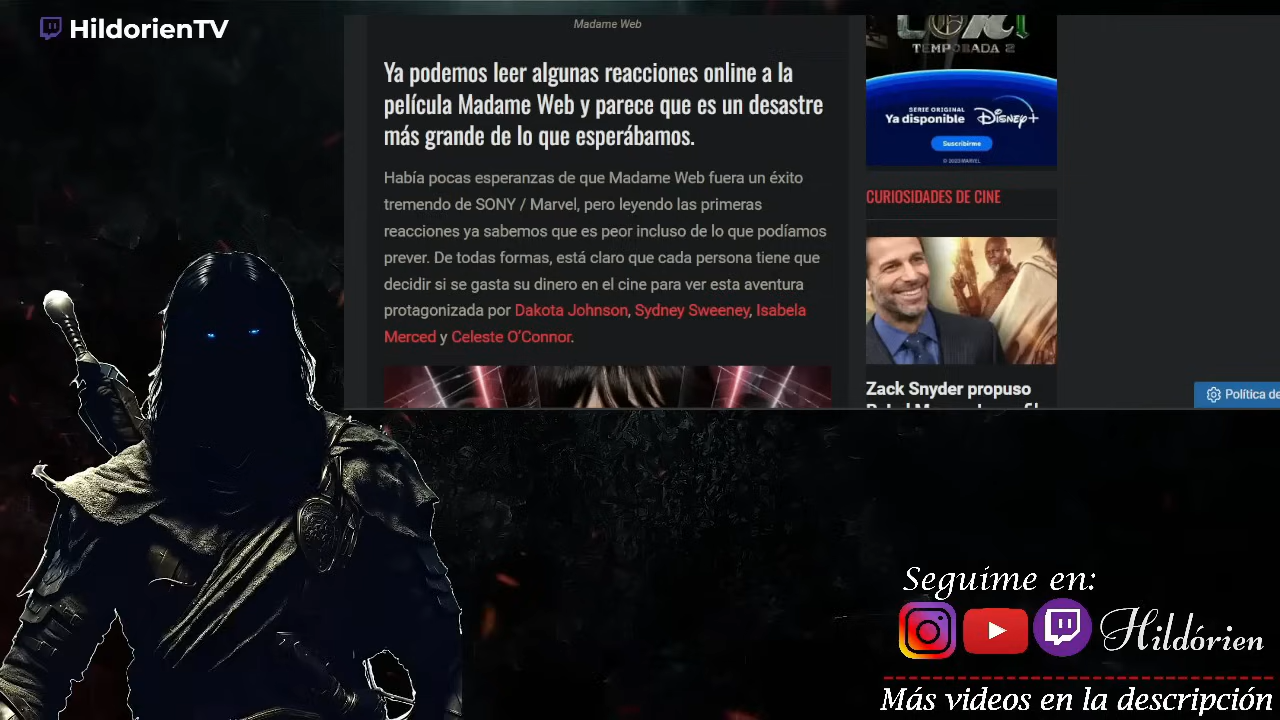 HildorienTV
Madame Web
Ya podemos leer algunas reacciones online a la
película Madame Web y parece que es un desastre
más grande de lo que esperábamos.
Había pocas esperanzas de que Madame Web fuera un éxito
tremendo de SONY / Marvel, pero leyendo las primeras
reacciones ya sabemos que es peor incluso de lo que podíamos
prever. De todas formas, está claro que cada persona tiene que
decidir si se gasta su dinero en el cine para ver esta aventura
protagonizada por Dakota Johnson, Sydney Sweeney, Isabela
Merced y Celeste O’Connor.
LOKI
TEMPORADA 2
SERIE ORIGINAL
Ya disponible
Disney+
Suscribirme
© 2023 MARVEL
CURIOSIDADES DE CINE
Zack Snyder propuso
Política de
Seguime en:
Hildórien
Más videos en la descripción